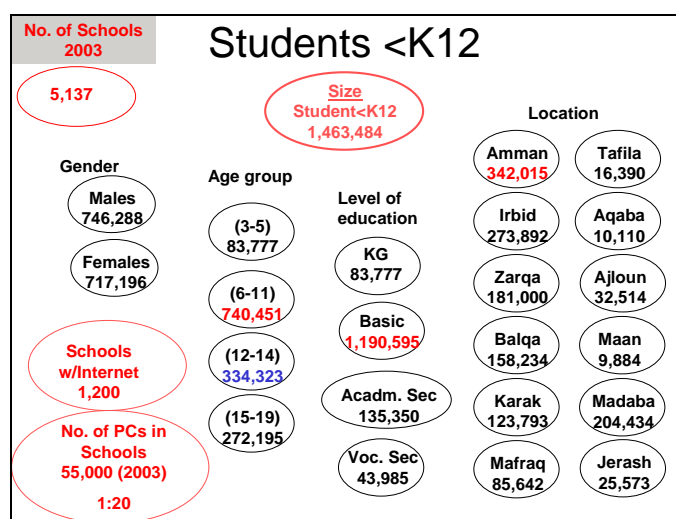 No. of Schools
2003
Students <K12
5,137
Size
Student<K12
1,463,484
Gender
Males
746,288
Females
717,196
Schools
w/Internet
1,200
No. of PCs in
Schools
55,000 (2003)
1:20
Age group
(3-5)
83,777
(6-11)
740,451
(12-14)
334,323
(15-19)
272,195
Level of
education
KG
83,777
Basic
1,190,595
Acadm. Sec
135,350
Voc. Sec
43,985
Location
Amman
342,015
Irbid
273,892
Zarqa
181,000
Balqa
158,234
Karak
123,793
Mafraq
85,642
Tafila
16,390
Aqaba
10,110
Ajloun
32,514
Maan
9,884
Madaba
204,434
Jerash
25,573